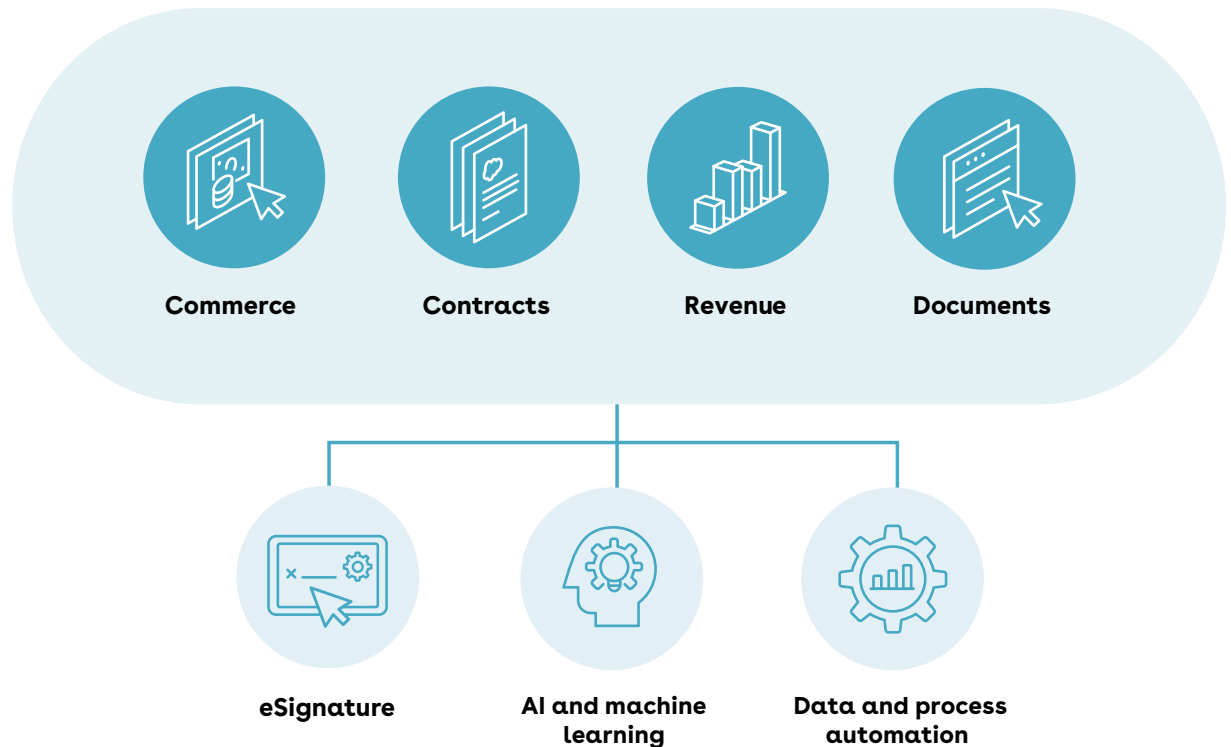 Commerce
Contracts
Revenue
Documents
eSignature
AI and machine
learning
Data and process
automation